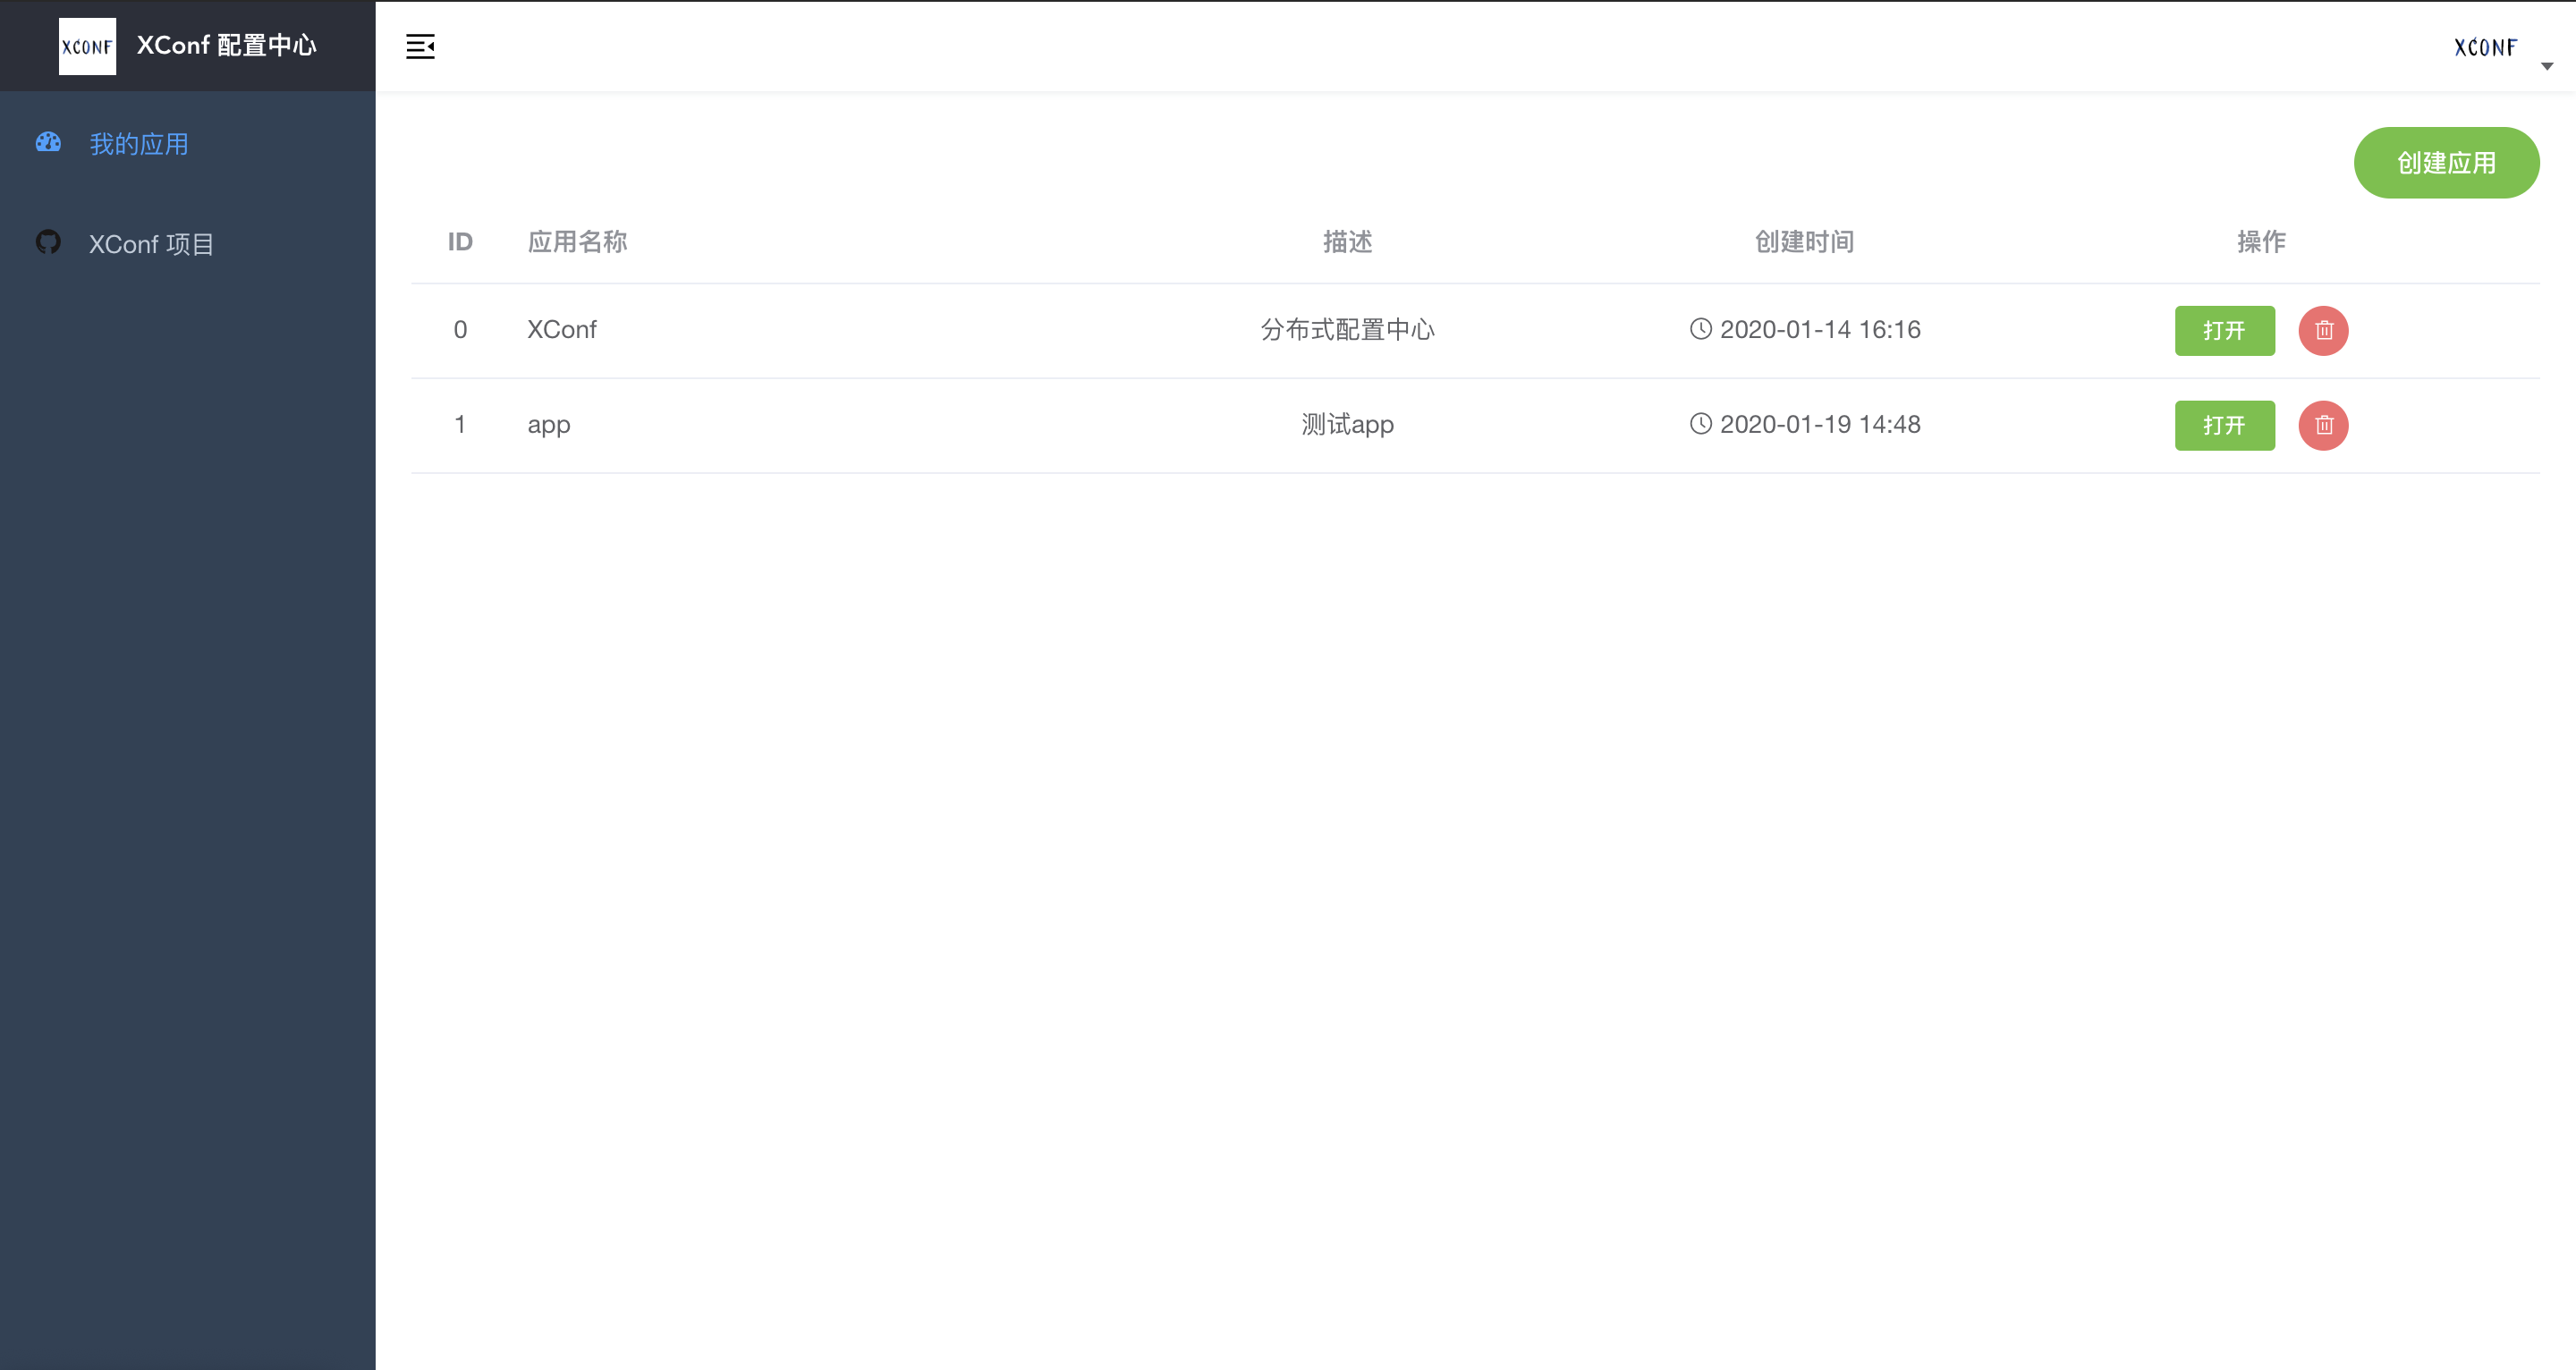 XCONF XConf 配置中心
XCONF
我的应用
XConf 项目
创建应用
ID 应用名称 描述 创建时间 操作
0 XConf 分布式配置中心 2020-01-14 16:16 打开
1 app 测试app 2020-01-19 14:48 打开